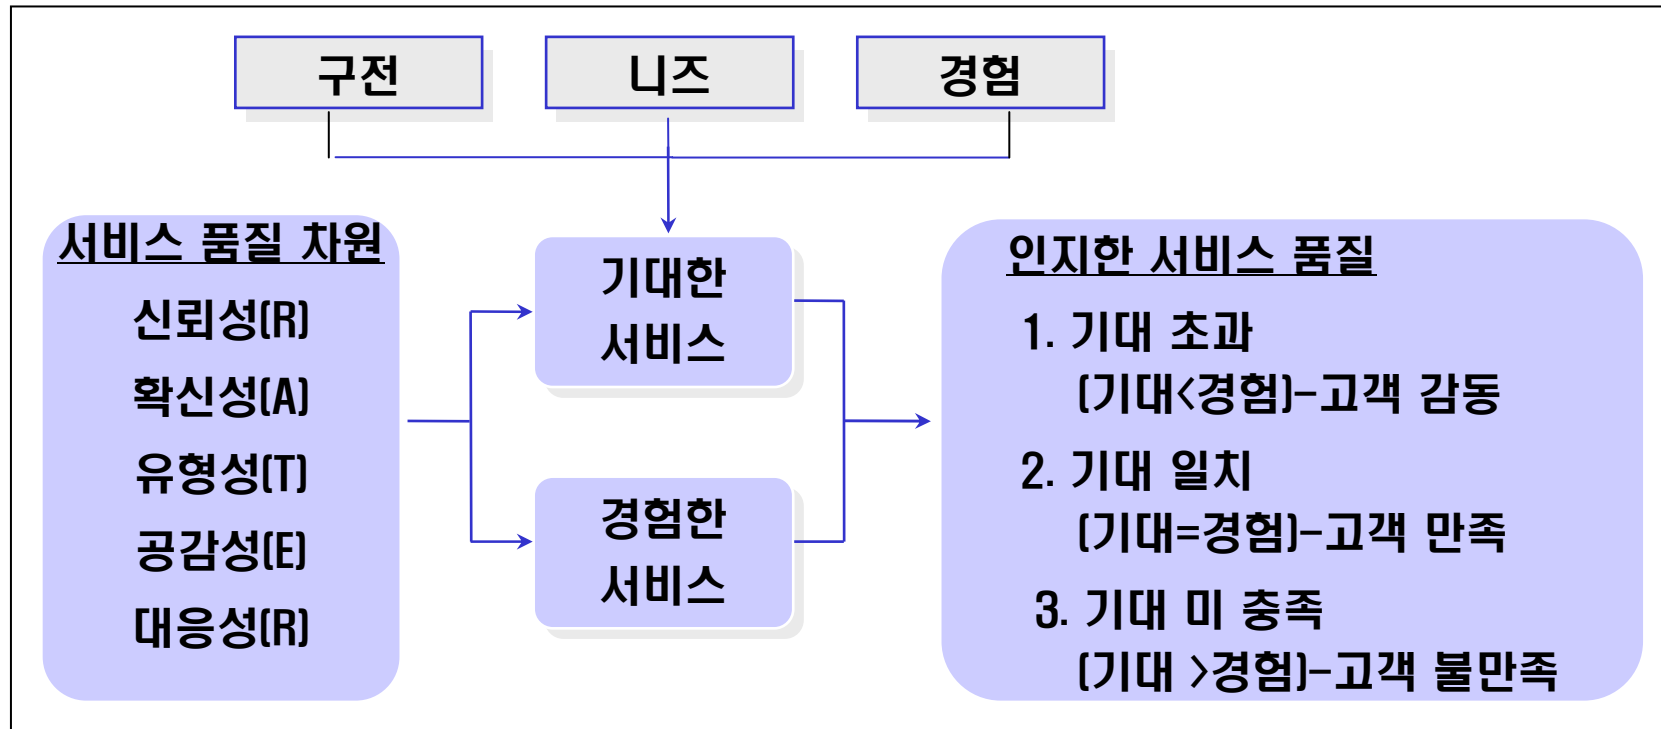 구전
니즈
경험
서비스 품질 차원
신뢰성(R)
확신성(A)
유형성(T)
공감성(E)
대응성(R)
기대한
서비스
경험한
서비스
인지한 서비스 품질
1. 기대 초과
(기대<경험)-고객 감동
2. 기대 일치
(기대=경험)-고객 만족
3. 기대 미 충족
(기대 >경험)-고객 불만족